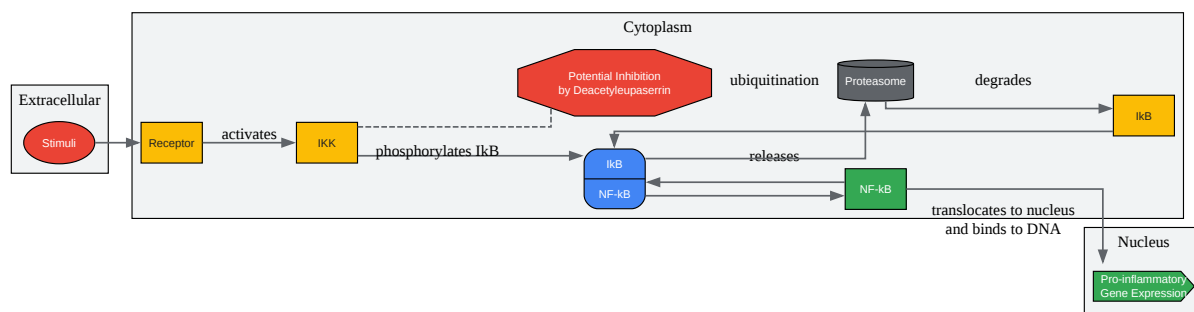 Cytoplasm
Extracellular
Stimuli
Receptor
activates
IKK
Potential Inhibition
by Deacetyleupaserrin
phosphorylates IkB
ubiquitination
Proteasome
degrades
IkB
IkB
NF-kB
releases
NF-kB
translocates to nucleus
and binds to DNA
Nucleus
Pro-inflammatory
Gene Expression